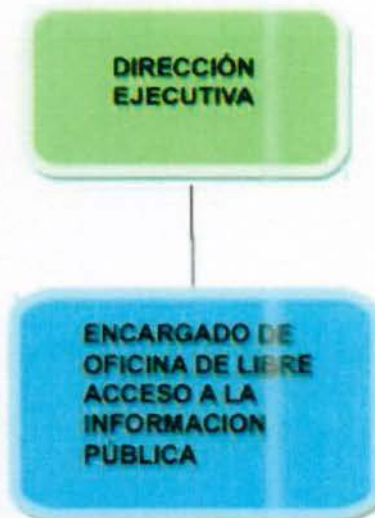 DIRECCIÓN
EJECUTIVA
ENCARGADO DE
OFICINA DE LIBRE
ACCESO A LA
INFORMACION
PÚBLICA